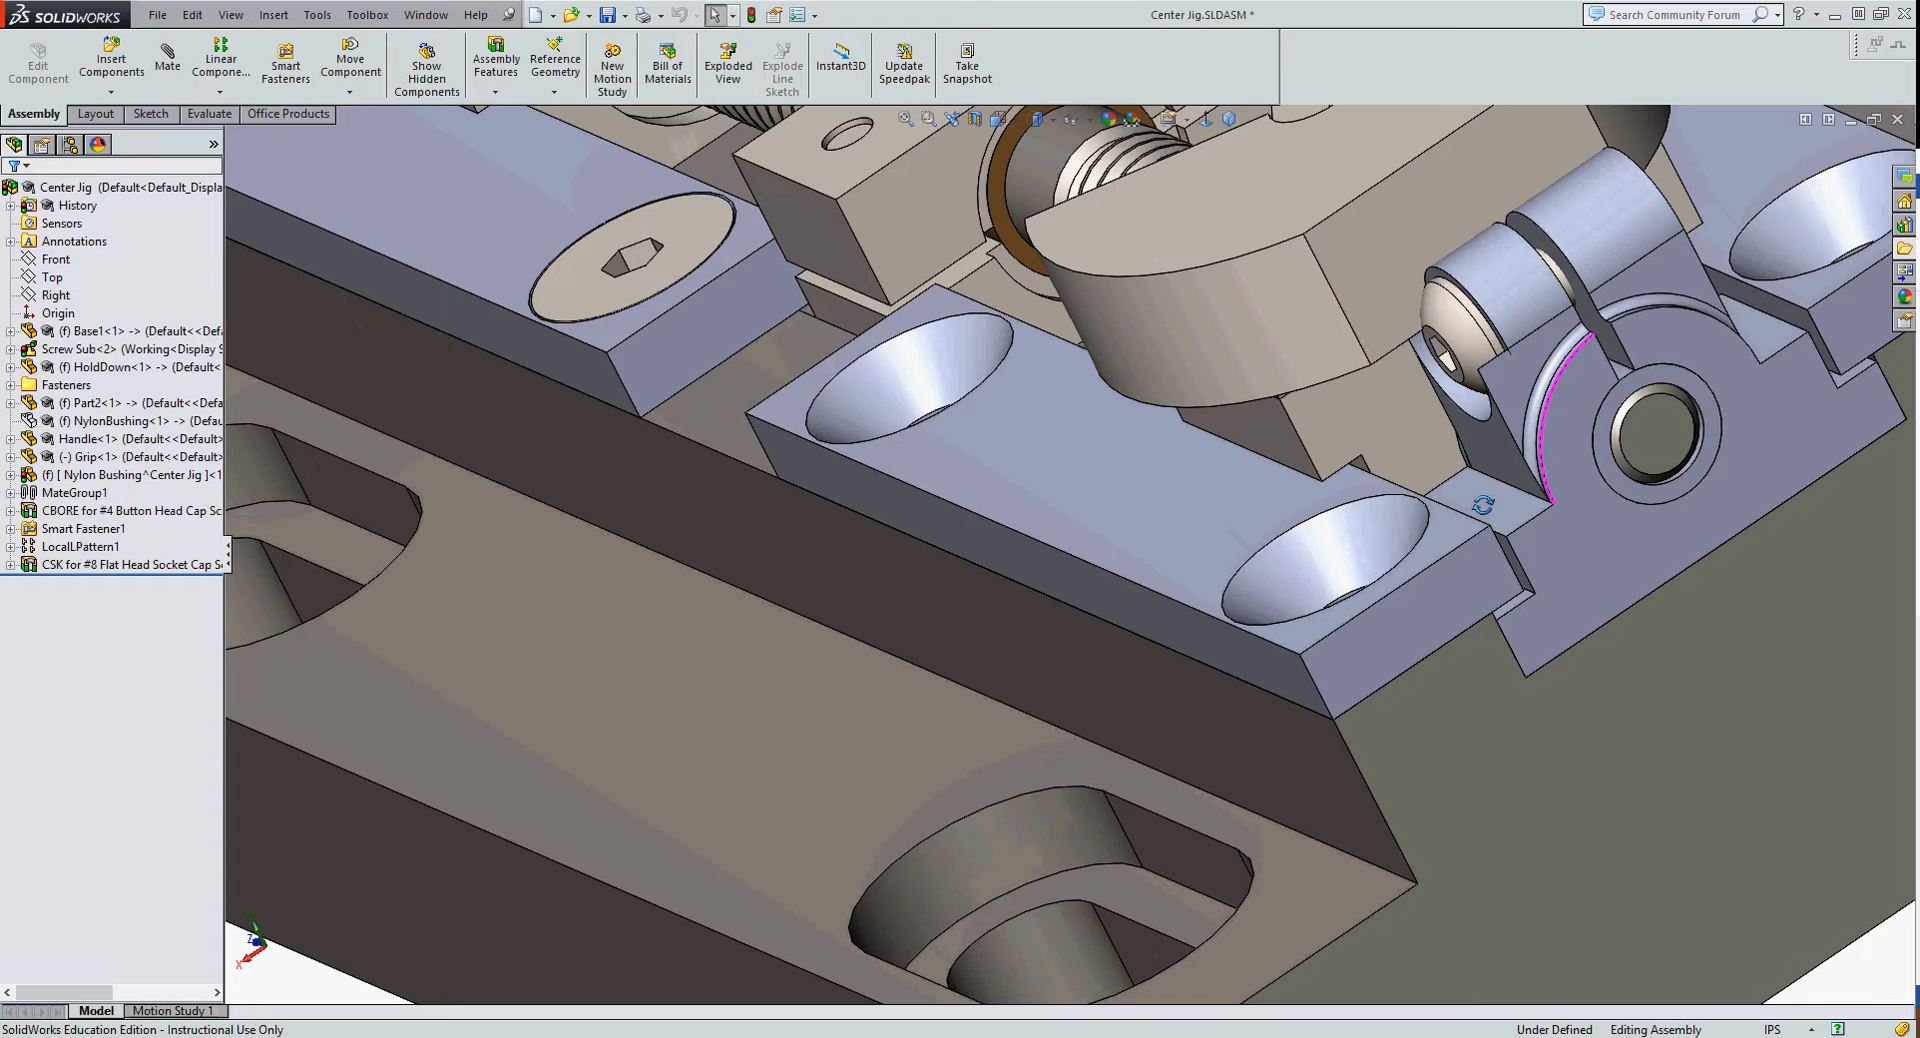 SOLIDWORKS
File Edit View Insert Tools Toolbox Window Help
Center Jig.SLDASM *
Search Community Forum
Edit Component
Insert Components
Mate
Linear Compone...
Smart Fasteners
Move Component
Show Hidden Components
Assembly Features
Reference Geometry
New Motion Study
Bill of Materials
Exploded View
Explode Line Sketch
Instant3D
Update Speedpak
Take Snapshot
Assembly Layout Sketch Evaluate Office Products
Center Jig (Default<Default_Displa
History
Sensors
Annotations
Front
Top
Right
Origin
(f) Base1<1> -> (Default<<Def
Screw Sub<2> (Working<Display S
(f) HoldDown<1> -> (Default<
Fasteners
(f) Part2<1> -> (Default<<Defa
(f) NylonBushing<1> -> (Defau
Handle<1> (Default<<Default>
(-) Grip<1> (Default<<Default>
(f) [ Nylon Bushing^Center Jig ]<1
MateGroup1
CBORE for #4 Button Head Cap Sc
Smart Fastener1
LocalLPattern1
CSK for #8 Flat Head Socket Cap S
Z
X
Model Motion Study 1
SolidWorks Education Edition - Instructional Use Only
Under Defined Editing Assembly IPS